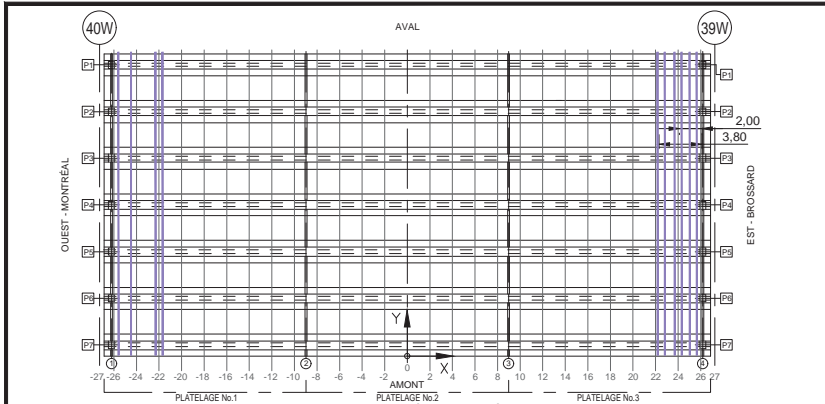 40W
AVAL
39W
P1
P1
P2
P2
2,00
3,80
P3
P3
OUEST - MONTRÉAL
EST - BROSSARD
P4
P4
P5
P5
P6
P6
Y
P7
P7
X
1
2
3
4
0
-27 -26 -24 -22 -20 -18 -16 -14 -12 -10 -8 -6 -4 -2 2 4 6 8 10 12 14 16 18 20 22 24 26 27
AMONT
PLATELAGE No.1
PLATELAGE No.2
PLATELAGE No.3